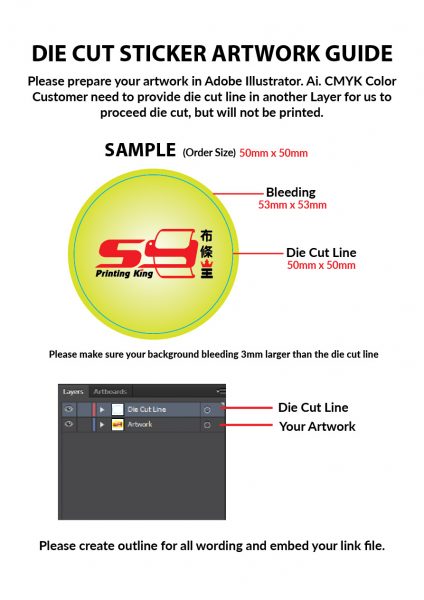 DIE CUT STICKER ARTWORK GUIDE
Please prepare your artwork in Adobe Illustrator. Ai. CMYK Color
Customer need to provide die cut line in another Layer for us to
proceed die cut, but will not be printed.
SAMPLE (Order Size) 50mm x 50mm
Bleeding
53mm x 53mm
sy
布條王
Printing King
Die Cut Line
50mm x 50mm
Please make sure your background bleeding 3mm larger than the die cut line
Layers Artboards
Die Cut Line
Die Cut Line
Artwork
Your Artwork
Please create outline for all wording and embed your link file.